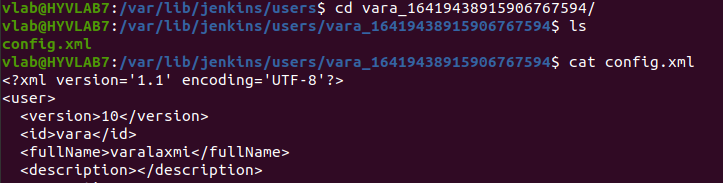 vlab@HYVLAB7:/var/lib/jenkins/users$ cd vara_16419438915906767594/
vlab@HYVLAB7:/var/lib/jenkins/users/vara_16419438915906767594$ ls
config.xml
vlab@HYVLAB7:/var/lib/jenkins/users/vara_16419438915906767594$ cat config.xml
<?xml version='1.1' encoding='UTF-8'?>
<user>
  <version>10</version>
  <id>vara</id>
  <fullName>varalaxmi</fullName>
  <description></description>